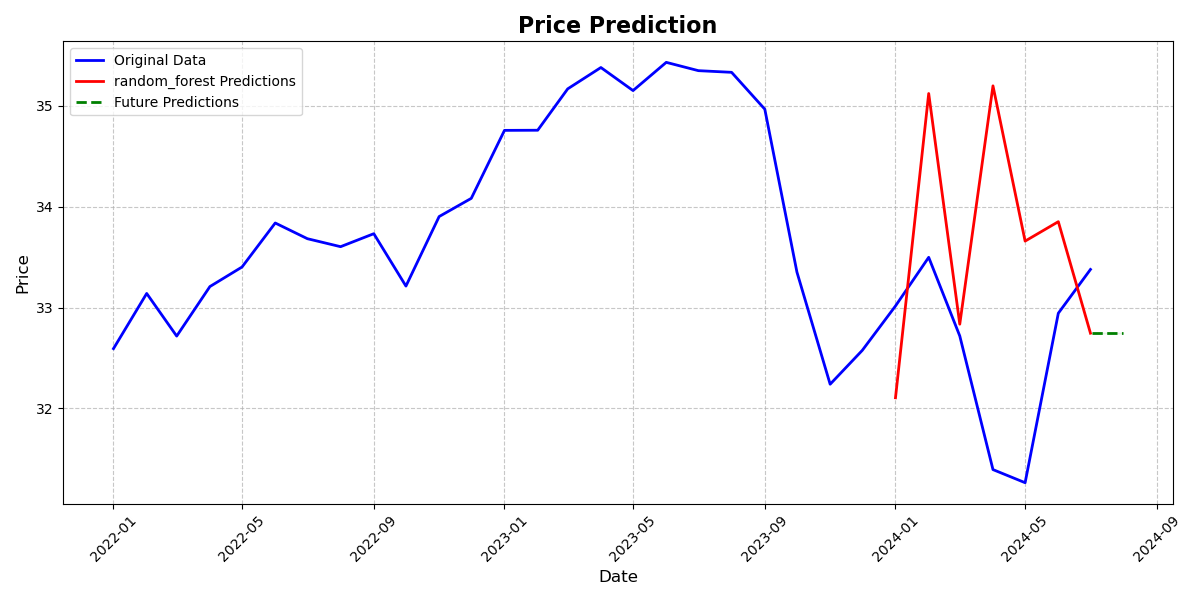 Price Prediction
Original Data
random_forest Predictions
Future Predictions
Price
35
34
33
32
2022-01
2022-05
2022-09
2023-01
2023-05
2023-09
2024-01
2024-05
2024-09
Date